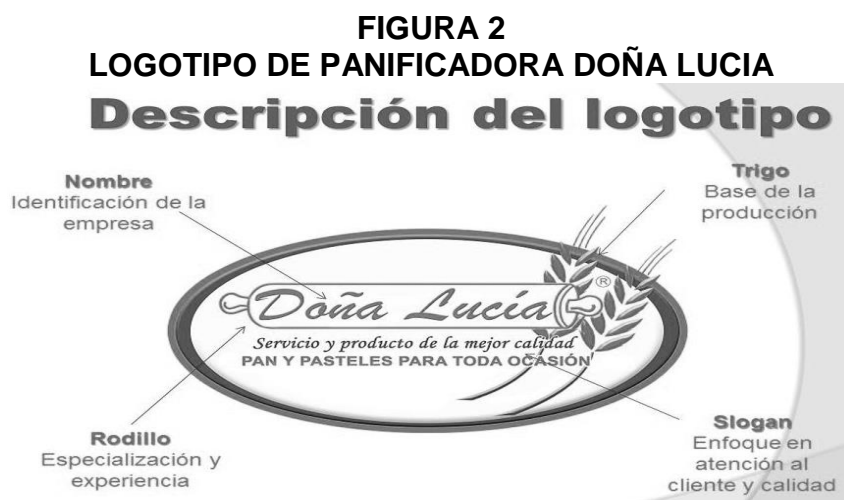 FIGURA 2
LOGOTIPO DE PANIFICADORA DOÑA LUCIA
Descripción del logotipo
Nombre
Identificación de la
empresa
Trigo
Base de la
producción
Doña Lucía
®
Servicio y producto de la mejor calidad
PAN Y PASTELES PARA TODA OCASIÓN
Rodillo
Especialización y
experiencia
Slogan
Enfoque en
atención al
cliente y calidad